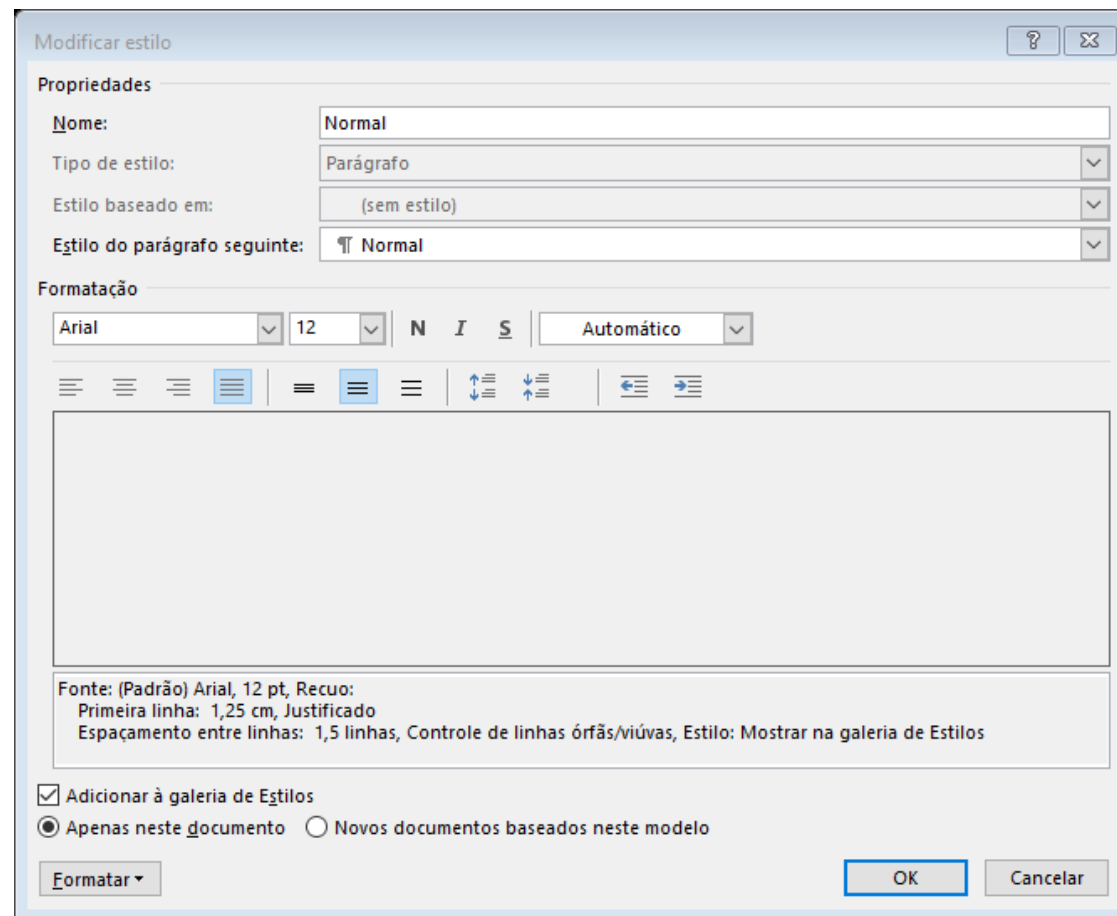 Modificar estilo
Propriedades
Nome: Normal
Tipo de estilo: Parágrafo
Estilo baseado em: (sem estilo)
Estilo do parágrafo seguinte: ¶ Normal
Formatação
Arial 12 N I S Automático
Fonte: (Padrão) Arial, 12 pt, Recuo:
Primeira linha: 1,25 cm, Justificado
Espaçamento entre linhas: 1,5 linhas, Controle de linhas órfãs/viúvas, Estilo: Mostrar na galeria de Estilos
Adicionar à galeria de Estilos
Apenas neste documento Novos documentos baseados neste modelo
Formatar OK Cancelar